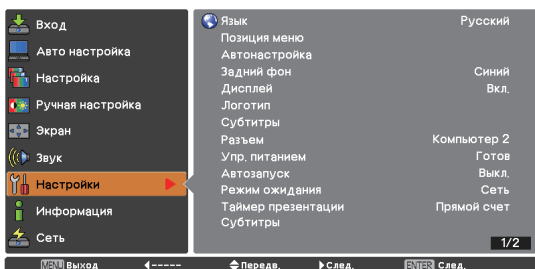 Вход
Авто настройка
Настройка
Ручная настройка
Экран
Звук
Настройки
Информация
Сеть
Язык Русский
Позиция меню
Автонастройка
Задний фон Синий
Дисплей Вкл.
Логотип
Субтитры
Разъем Компьютер 2
Упр. питанием Готов
Автозапуск Выкл.
Режим ожидания Сеть
Таймер презентации Прямой счет
Субтитры
1/2
MENU Выход ----- Передв. След. ENTER След.